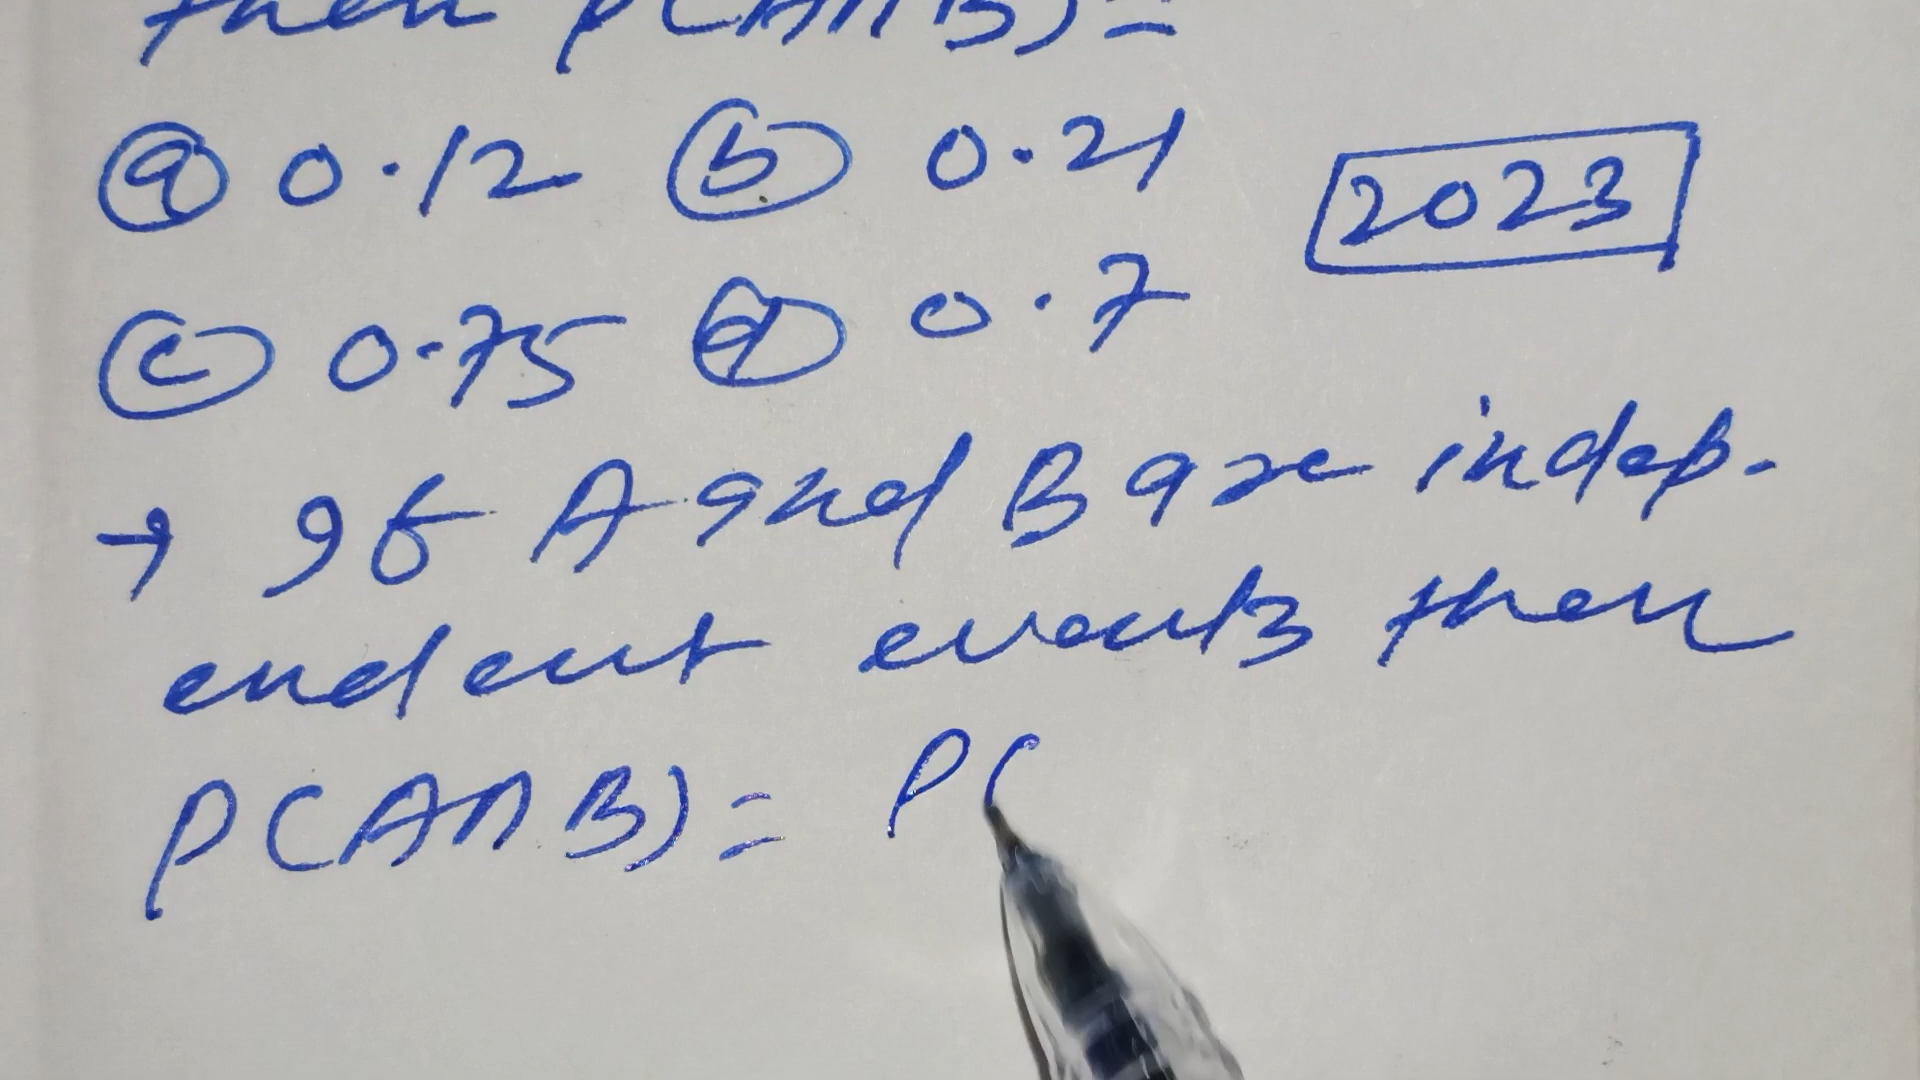 then P(A∩B)=
(a) 0.12 (b) 0.21
2023
(c) 0.75 (d) 0.7
→ If A and B are indep-
endent events then
P(A∩B) = P(